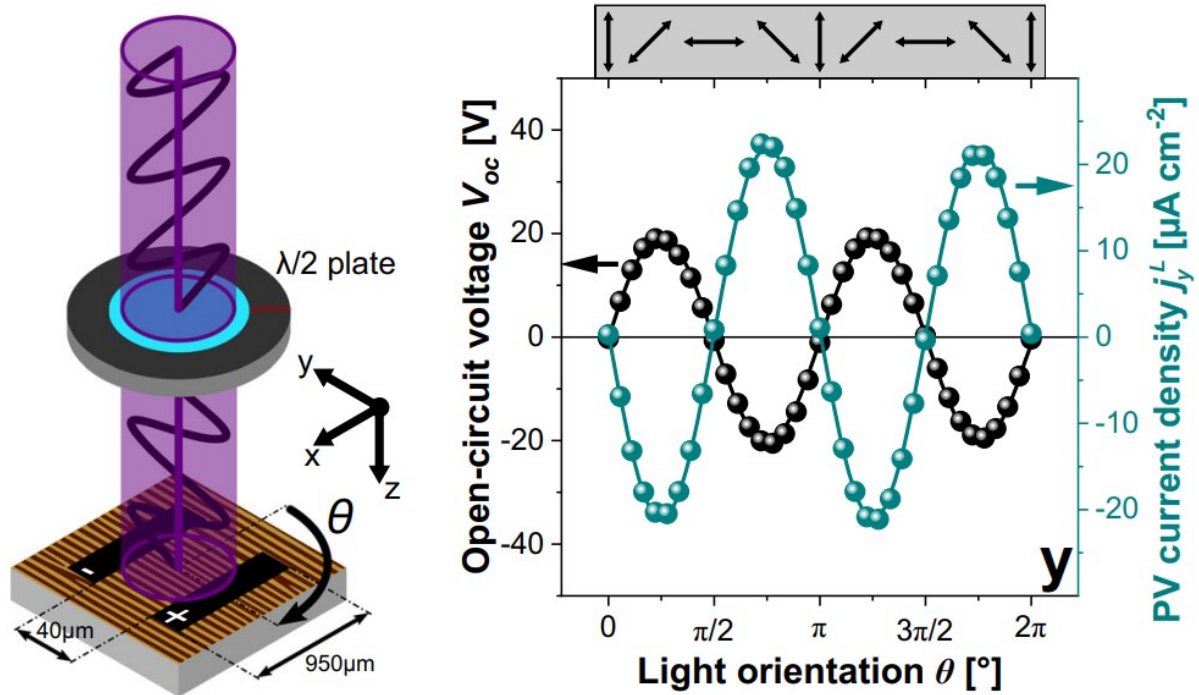 λ/2 plate
y
x
z
θ
-
+
40µm
950µm
Open-circuit voltage Voc [V]
40
20
0
-20
-40
0
π/2
π
3π/2
2π
Light orientation θ [°]
y
20
10
0
-10
-20
PV current density jyL [µA cm-2]